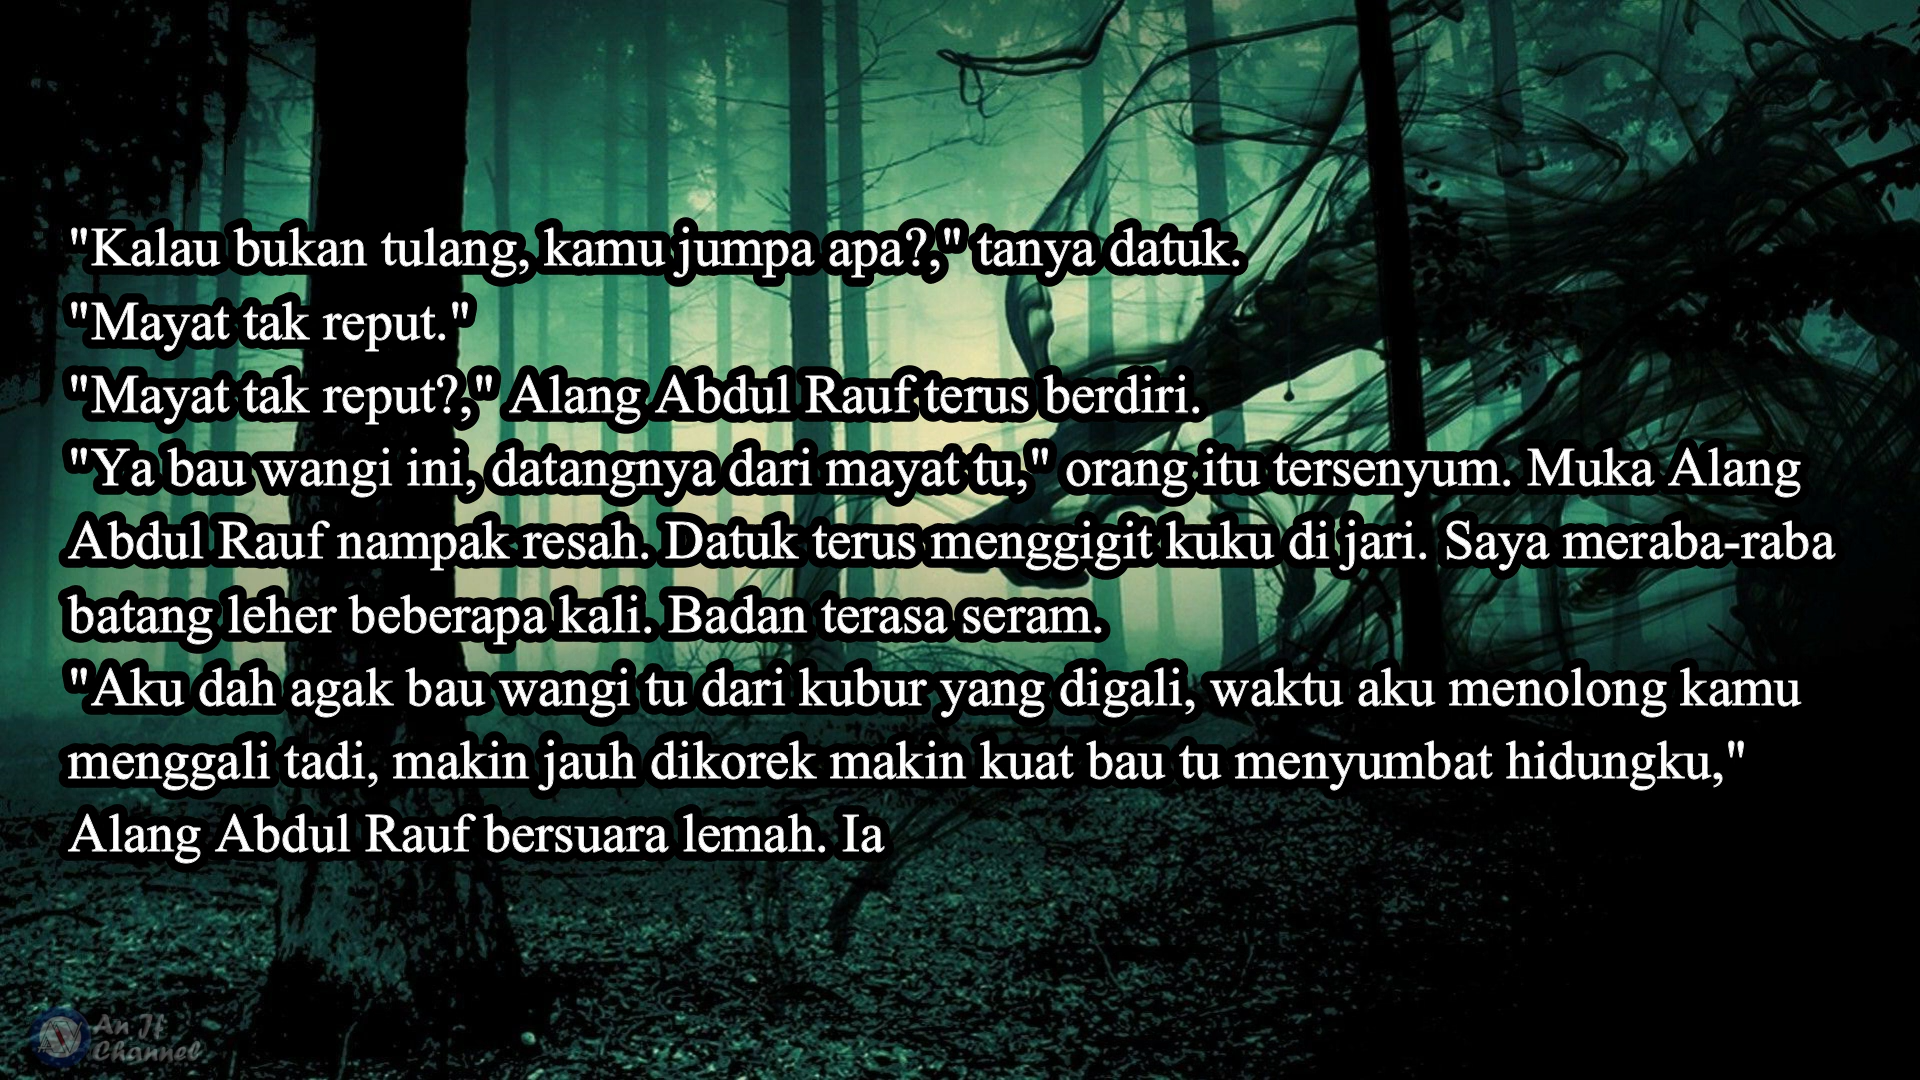 "Kalau bukan tulang, kamu jumpa apa?," tanya datuk.
"Mayat tak reput."
"Mayat tak reput?," Alang Abdul Rauf terus berdiri.
"Ya bau wangi ini, datangnya dari mayat tu," orang itu tersenyum. Muka Alang
Abdul Rauf nampak resah. Datuk terus menggigit kuku di jari. Saya meraba-raba
batang leher beberapa kali. Badan terasa seram.
"Aku dah agak bau wangi tu dari kubur yang digali, waktu aku menolong kamu
menggali tadi, makin jauh dikorek makin kuat bau tu menyumbat hidungku,"
Alang Abdul Rauf bersuara lemah. Ia
An Jf
Channel